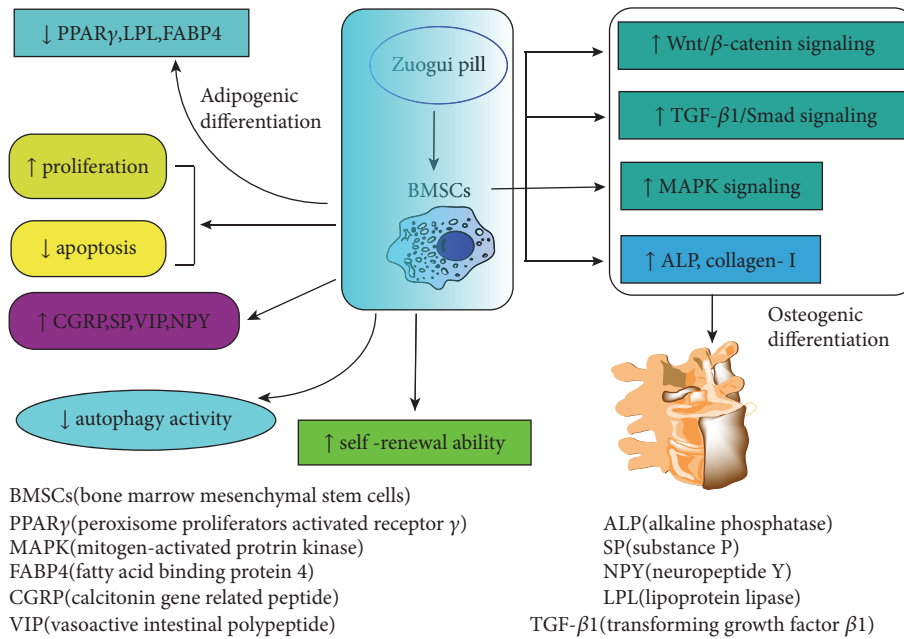 ↓ PPARγ,LPL,FABP4
Adipogenic
differentiation
↑ proliferation
↓ apoptosis
↑ CGRP,SP,VIP,NPY
↓ autophagy activity
↑ self -renewal ability
Zuogui pill
BMSCs
↑ Wnt/β-catenin signaling
↑ TGF-β1/Smad signaling
↑ MAPK signaling
↑ ALP, collagen- I
Osteogenic
differentiation
BMSCs(bone marrow mesenchymal stem cells)
PPARγ(peroxisome proliferators activated receptor γ)
MAPK(mitogen-activated protrin kinase)
FABP4(fatty acid binding protein 4)
CGRP(calcitonin gene related peptide)
VIP(vasoactive intestinal polypeptide)
ALP(alkaline phosphatase)
SP(substance P)
NPY(neuropeptide Y)
LPL(lipoprotein lipase)
TGF-β1(transforming growth factor β1)